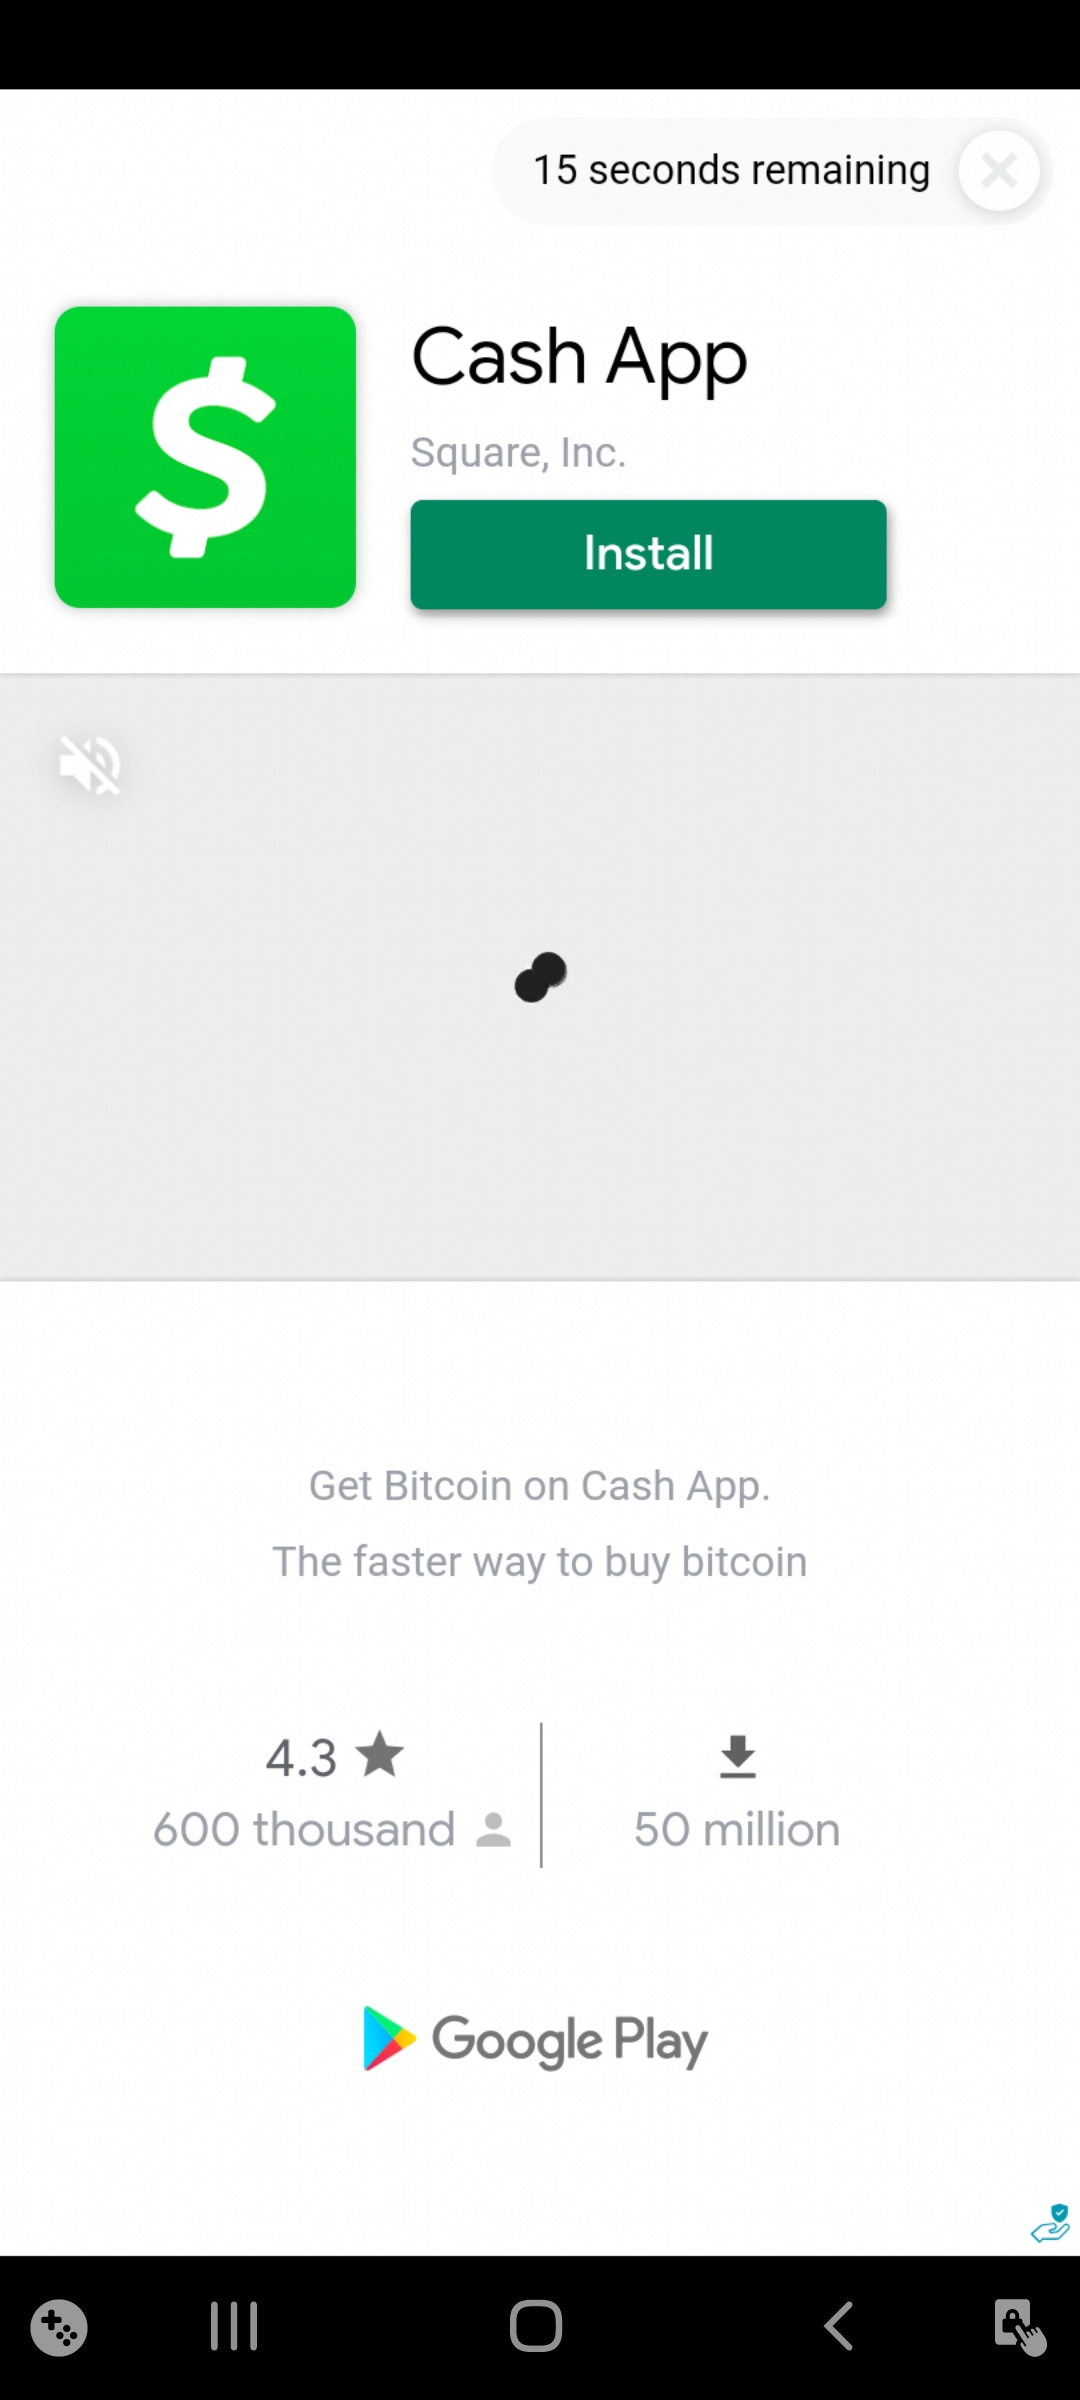 15 seconds remaining
Cash App
Square, Inc.
Install
Get Bitcoin on Cash App.
The faster way to buy bitcoin
4.3
600 thousand
50 million
Google Play